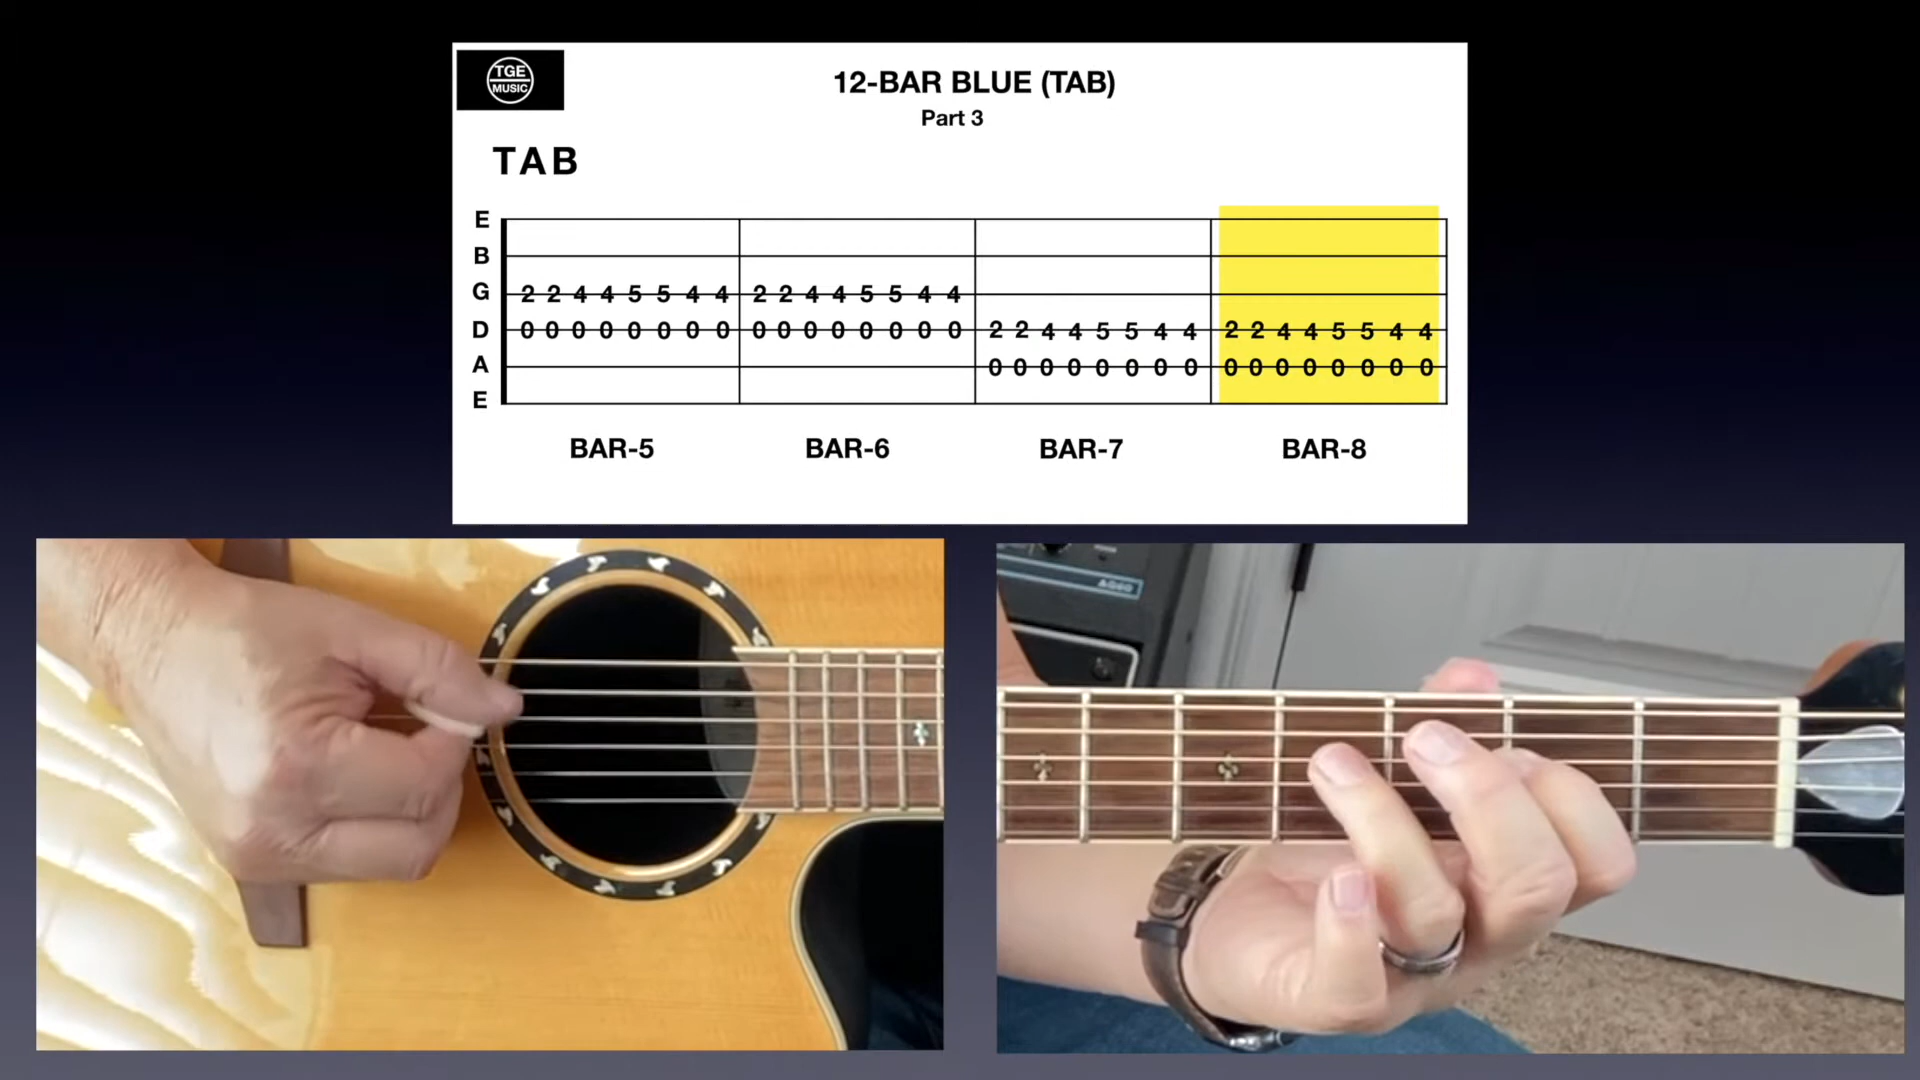 TGE
MUSIC
12-BAR BLUE (TAB)
Part 3
TAB
E
B
G 2 2 4 4 5 5 4 4 2 2 4 4 5 5 4 4
D 0 0 0 0 0 0 0 0 0 0 0 0 0 0 0 0 2 2 4 4 5 5 4 4 2 2 4 4 5 5 4 4
A 0 0 0 0 0 0 0 0 0 0 0 0 0 0 0 0
E
BAR-5 BAR-6 BAR-7 BAR-8
AG60